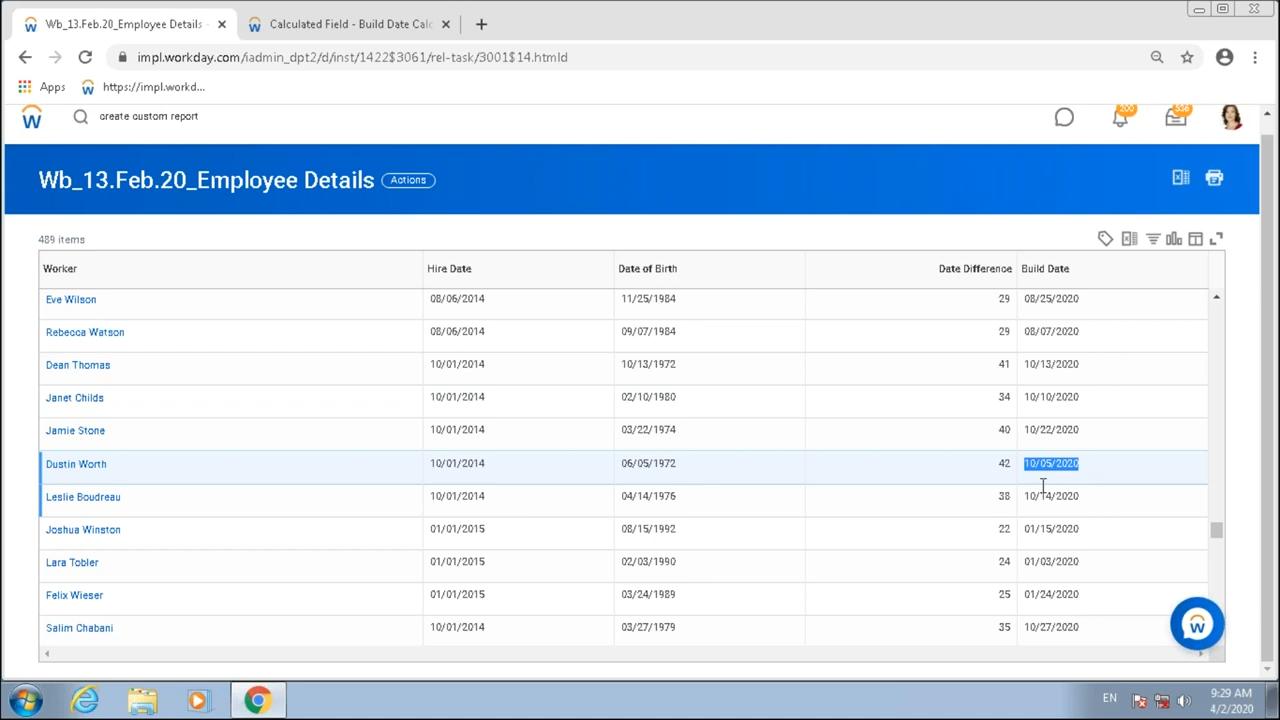 Wb_13.Feb.20_Employee Details -
Calculated Field - Build Date Calc
impl.workday.com/iadmin_dpt2/d/inst/1422$3061/rel-task/3001$14.htmld
Apps https://impl.workd...
create custom report
200
306
Wb_13.Feb.20_Employee Details Actions
489 items
Worker Hire Date Date of Birth Date Difference Build Date
Eve Wilson 08/06/2014 11/25/1984 29 08/25/2020
Rebecca Watson 08/06/2014 09/07/1984 29 08/07/2020
Dean Thomas 10/01/2014 10/13/1972 41 10/13/2020
Janet Childs 10/01/2014 02/10/1980 34 10/10/2020
Jamie Stone 10/01/2014 03/22/1974 40 10/22/2020
Dustin Worth 10/01/2014 06/05/1972 42 10/05/2020
Leslie Boudreau 10/01/2014 04/14/1976 38 10/14/2020
Joshua Winston 01/01/2015 08/15/1992 22 01/15/2020
Lara Tobler 01/01/2015 02/03/1990 24 01/03/2020
Felix Wieser 01/01/2015 03/24/1989 25 01/24/2020
Salim Chabani 10/01/2014 03/27/1979 35 10/27/2020
EN 9:29 AM
4/2/2020